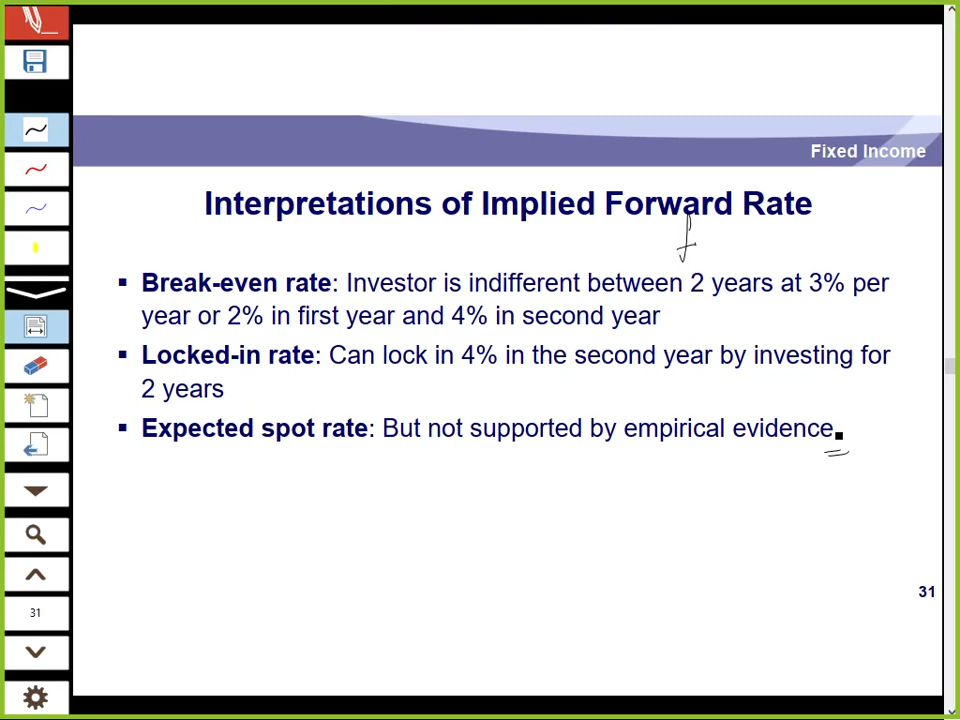 Fixed Income
Interpretations of Implied Forward Rate
f
▪ Break-even rate: Investor is indifferent between 2 years at 3% per
year or 2% in first year and 4% in second year
▪ Locked-in rate: Can lock in 4% in the second year by investing for
2 years
▪ Expected spot rate: But not supported by empirical evidence.
31
31